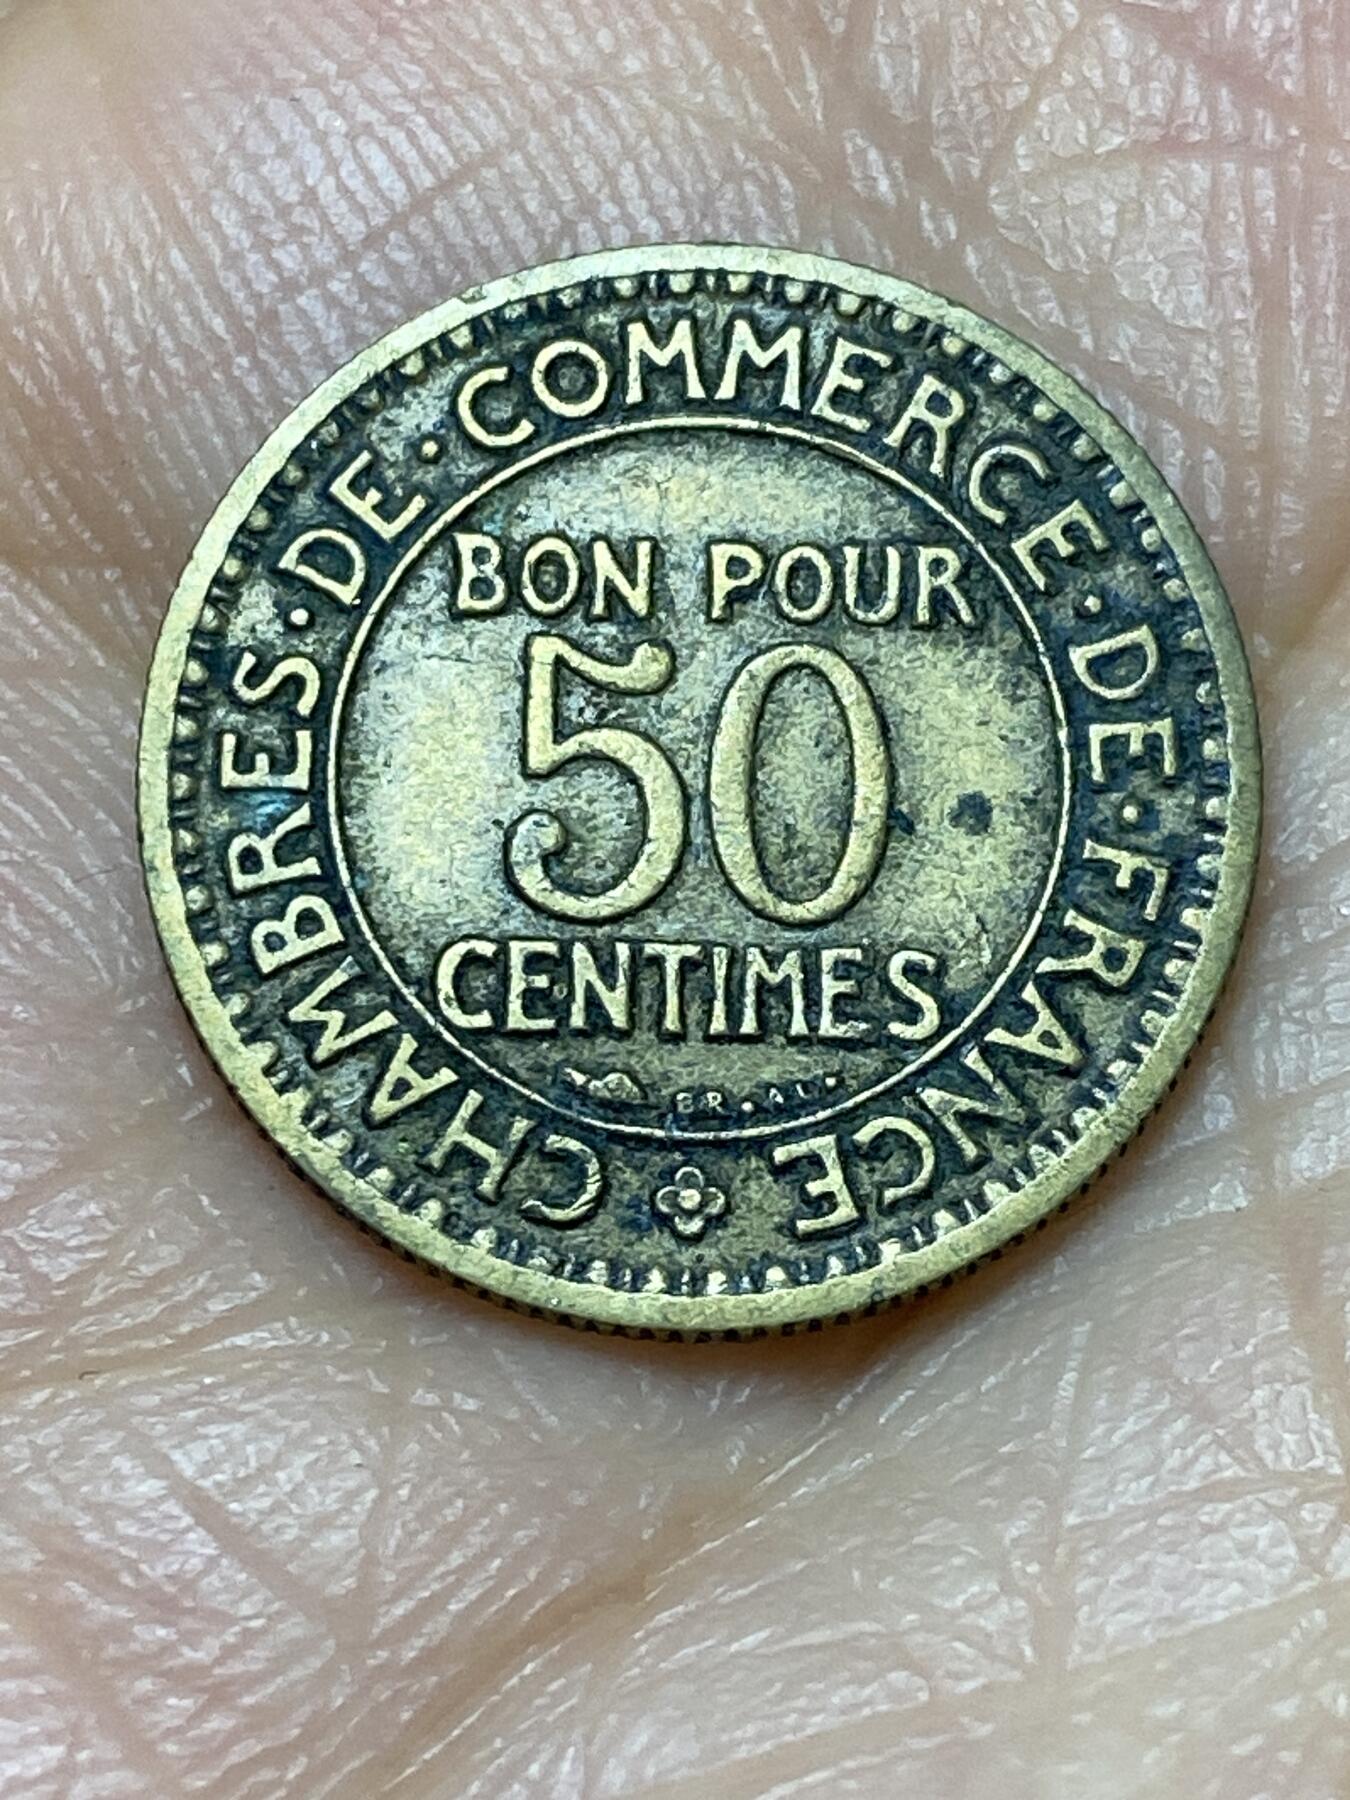 CHAMBRES · DE · COMMERCE · DE · FRANCE
BON POUR
50
CENTIMES